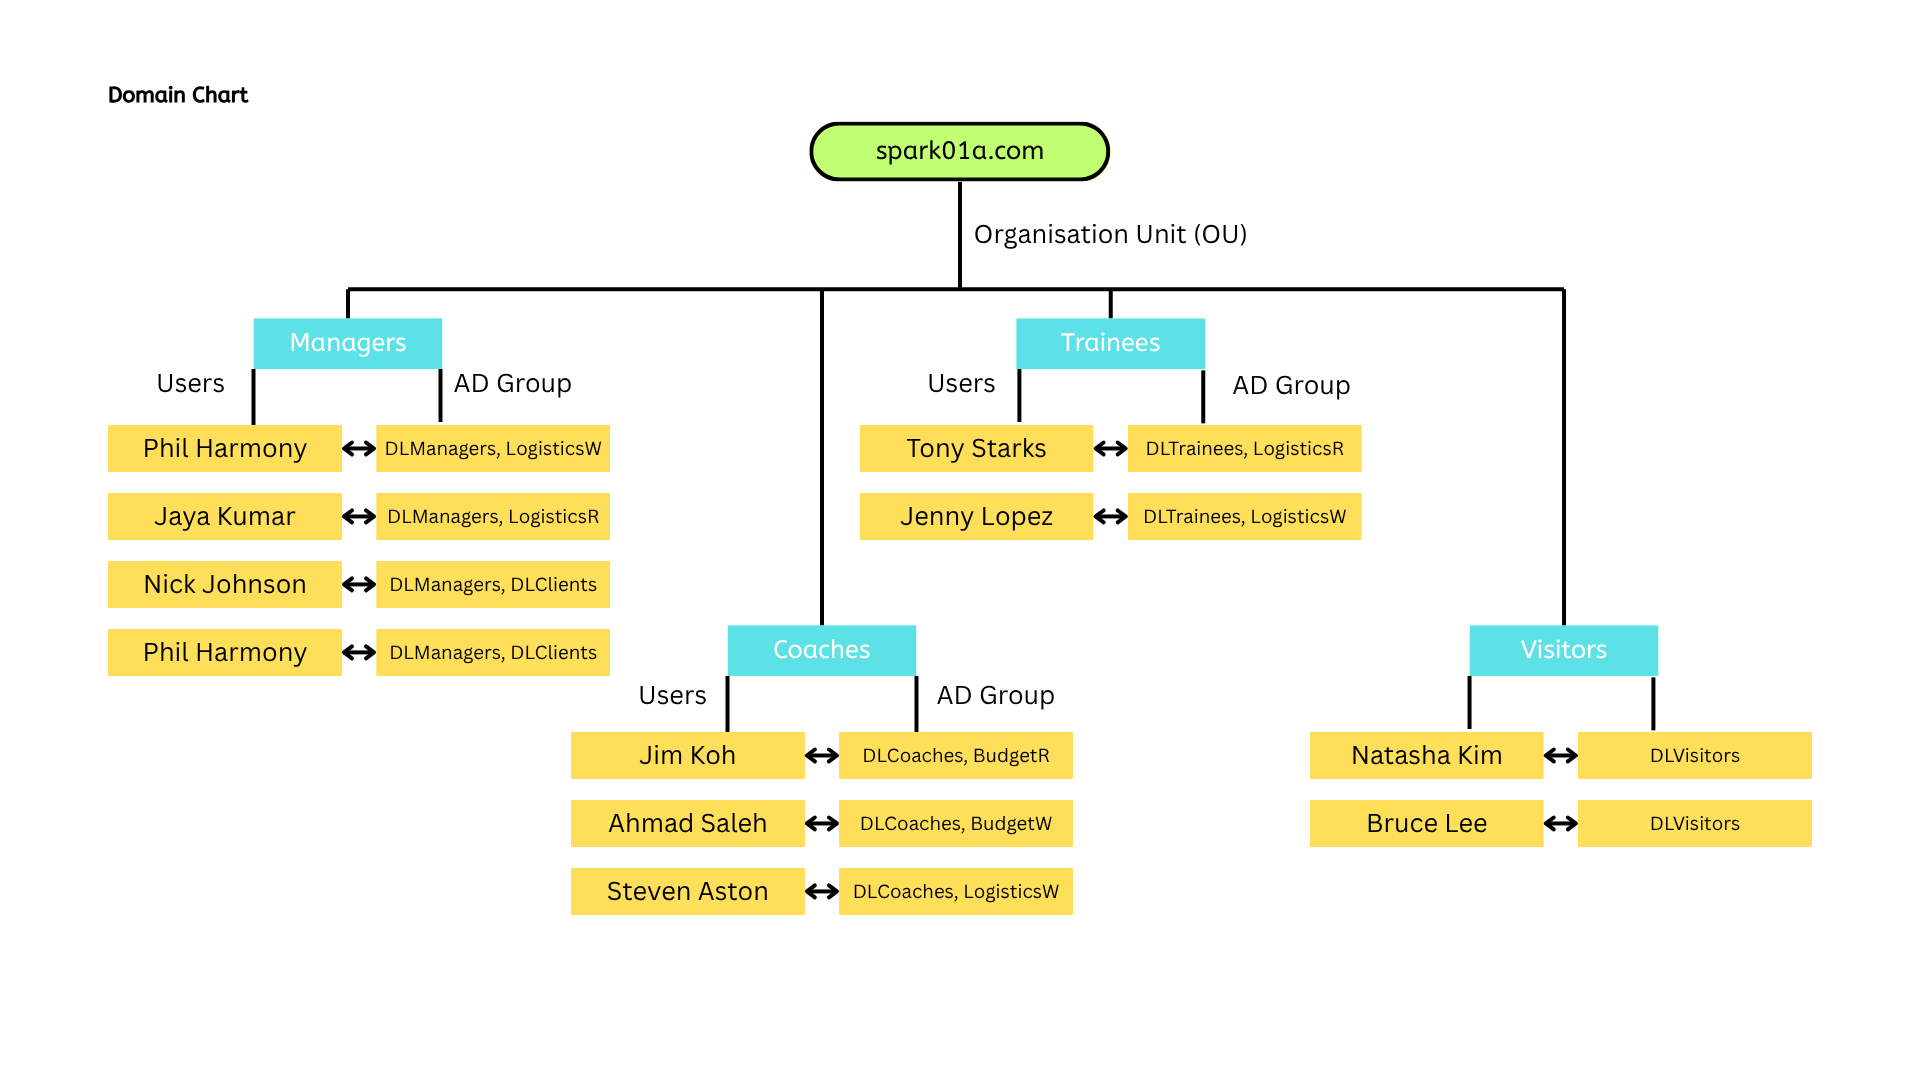 Domain Chart
spark01a.com
Organisation Unit (OU)
Managers
Users
AD Group
Phil Harmony
DLManagers, LogisticsW
Jaya Kumar
DLManagers, LogisticsR
Nick Johnson
DLManagers, DLClients
Phil Harmony
DLManagers, DLClients
Coaches
Users
AD Group
Jim Koh
DLCoaches, BudgetR
Ahmad Saleh
DLCoaches, BudgetW
Steven Aston
DLCoaches, LogisticsW
Trainees
Users
AD Group
Tony Starks
DLTrainees, LogisticsR
Jenny Lopez
DLTrainees, LogisticsW
Visitors
Natasha Kim
DLVisitors
Bruce Lee
DLVisitors